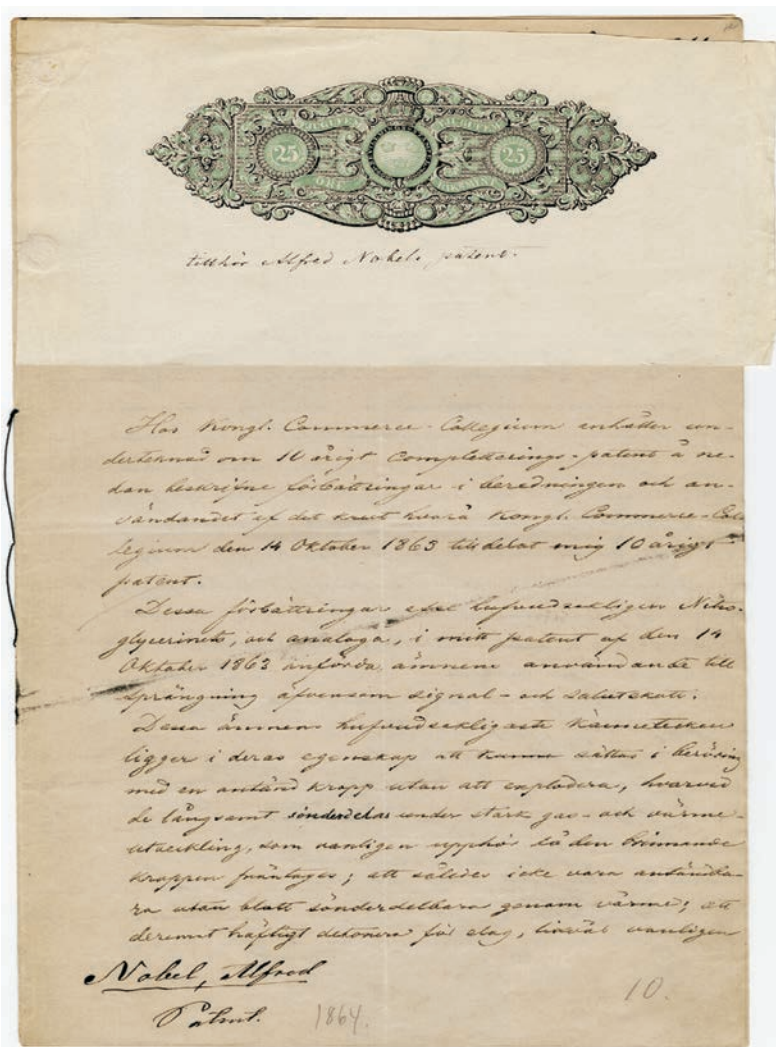 25 25
ÖRE
tillhör Alfred Nobels patent.
Hos Kongl. Commerce-Collegium anhåller un-
dertecknad om 10 årigt completterings-patent å ne-
dan beskrifne förbättringar i beredningen och an-
vändandet af det krut hvarå Kongl. Commerce-Col-
legium den 14 Oktober 1863 tilldelat mig 10 årigt
patent.
Dessa förbättringar afse hufvudsakligen Nitro-
glycerinets, och analoga, i mitt patent af den 14
Oktober 1863 anförda ämnens användande till
sprängning äfvensom signal- och salutskott.
Dessa ämnens hufvudsakligaste kännetecken
ligger i deras egenskap att kunna sättas i beröring
med en antänd kropp utan att explodera, hvarvid
de långsamt sönderdelas under stark gas- och värme-
utveckling, som vanligen upphör då den brinnande
kroppen fråntages; att således icke vara antändba-
ra utan blott sönderdelbara genom värme; att
deremot häftigt detonera för slag, likväl vanligen
Nobel, Alfred
Patent. 1864. 10.